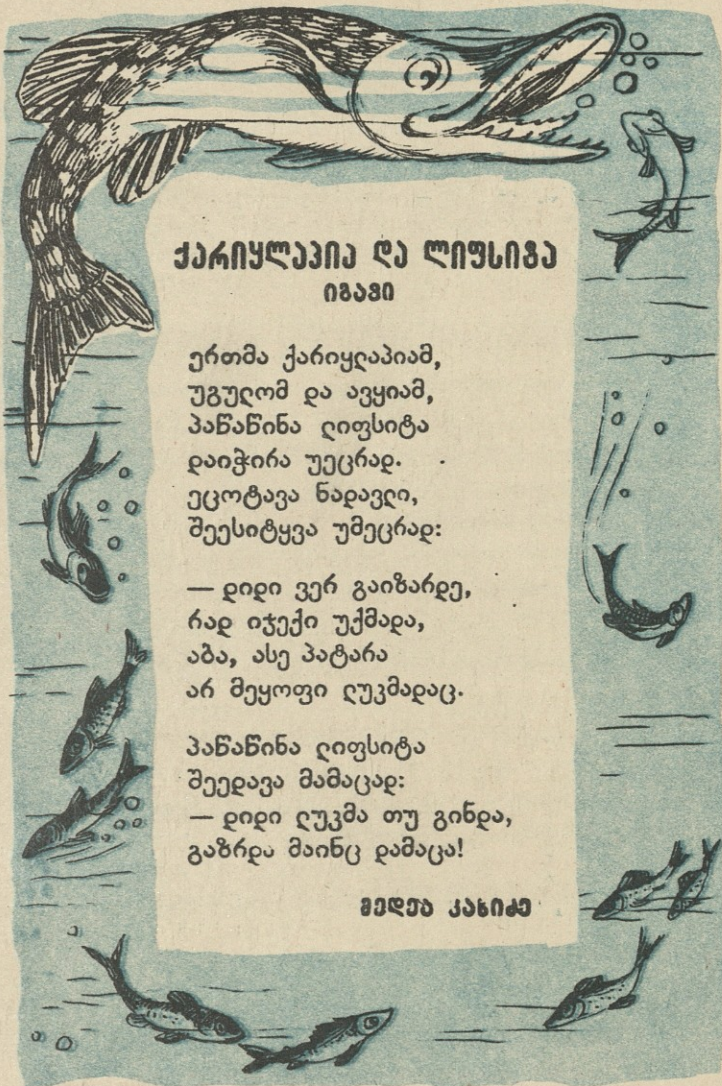 ქარიყლაპია და ლიფსიტა
იგავი
ერთმა ქარიყლაპიამ,
უგულომ და ავყიამ,
პაწაწინა ლიფსიტა
დაიჭირა უეცრად.
ეცოტავა ნადავლი,
შეესიტყვა უმეცრად:
— დიდი ვერ გაიზარდე,
რად იჯექი უქმადა,
აბა, ასე პატარა
არ მეყოფი ლუკმადაც.
პაწაწინა ლიფსიტა
შეედავა მამაცად:
— დიდი ლუკმა თუ გინდა,
გაზრდა მაინც დამაცა!
მედეა კახიძე